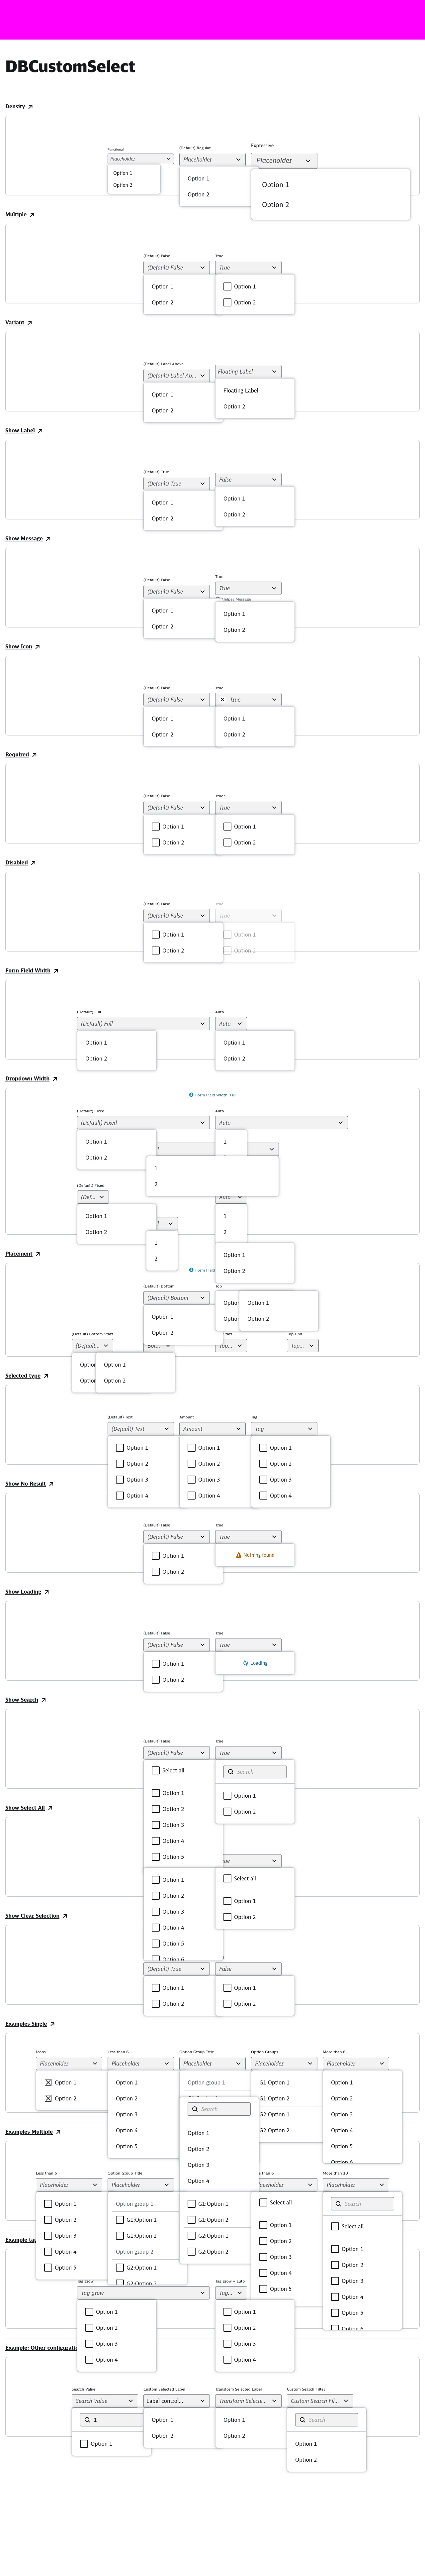 DBCustomSelect
Density
Functional
(Default) Regular
Expressive
Placeholder
Placeholder
Placeholder
Option 1
Option 2
Option 1
Option 2
Option 1
Option 2
Multiple
(Default) False
True
(Default) False
True
Option 1
Option 2
Option 1
Option 2
Variant
(Default) Label Above
(Default) Label Ab...
Floating Label
Option 1
Option 2
Floating Label
Option 2
Show Label
(Default) True
(Default) True
False
Option 1
Option 2
Option 1
Option 2
Show Message
(Default) False
True
(Default) False
True
Helper Message
Option 1
Option 2
Option 1
Option 2
Show Icon
(Default) False
True
(Default) False
True
Option 1
Option 2
Option 1
Option 2
Required
(Default) False
True*
(Default) False
True
Option 1
Option 2
Option 1
Option 2
Disabled
(Default) False
True
(Default) False
True
Option 1
Option 2
Option 1
Option 2
Form Field Width
(Default) Full
Auto
(Default) Full
Auto
Option 1
Option 2
Option 1
Option 2
Dropdown Width
Form Field Width: Full
(Default) Fixed
Auto
(Default) Fixed
Auto
Option 1
Option 2
1
1
2
(Default) Fixed
(Def...
Auto
Option 1
Option 2
1
2
1
2
Option 1
Option 2
Placement
Form Field
(Default) Bottom
Top
(Default) Bottom
Option 1
Option 2
Option 1
Option 2
(Default) Bottom-Start
Start
Top-End
(Default...
Bot...
Top...
Top...
Option 1
Option 2
Selected type
(Default) Text
Amount
Tag
(Default) Text
Amount
Tag
Option 1
Option 2
Option 3
Option 4
Option 1
Option 2
Option 3
Option 4
Option 1
Option 2
Option 3
Option 4
Show No Result
(Default) False
True
(Default) False
True
Option 1
Option 2
Nothing found
Show Loading
(Default) False
True
(Default) False
True
Option 1
Option 2
Loading
Show Search
(Default) False
True
(Default) False
True
Select all
Option 1
Option 2
Option 3
Option 4
Option 5
Search
Option 1
Option 2
Show Select All
Option 1
Option 2
Option 3
Option 4
Option 5
Option 6
Select all
Option 1
Option 2
Show Clear Selection
(Default) True
False
Option 1
Option 2
Option 1
Option 2
Examples Single
Icons
Less than 6
Option Group Title
Option Groups
More than 6
Placeholder
Placeholder
Placeholder
Placeholder
Placeholder
Option 1
Option 2
Option 1
Option 2
Option 3
Option 4
Option 5
Option group 1
Search
Option 1
Option 2
Option 3
Option 4
G1:Option 1
G1:Option 2
G2:Option 1
G2:Option 2
Option 1
Option 2
Option 3
Option 4
Option 5
Option 6
Examples Multiple
Less than 6
Option Group Title
than 6
More than 10
Placeholder
Placeholder
Placeholder
Placeholder
Option 1
Option 2
Option 3
Option 4
Option 5
Option group 1
G1:Option 1
G1:Option 2
Option group 2
G2:Option 1
G2:Option 2
G1:Option 1
G1:Option 2
G2:Option 1
G2:Option 2
Select all
Option 1
Option 2
Option 3
Option 4
Option 5
Search
Select all
Option 1
Option 2
Option 3
Option 4
Option 5
Option 6
Example tag
Tag grow
Tag grow + auto
Tag grow
Tag...
Option 1
Option 2
Option 3
Option 4
Option 1
Option 2
Option 3
Option 4
Example: Other configuratio
Search Value
Custom Selected Label
Transform Selected Label
Custom Search Filter
Search Value
Label control...
Transform Selecte...
Custom Search Fil...
1
Option 1
Option 1
Option 2
Option 1
Option 2
Search
Option 1
Option 2